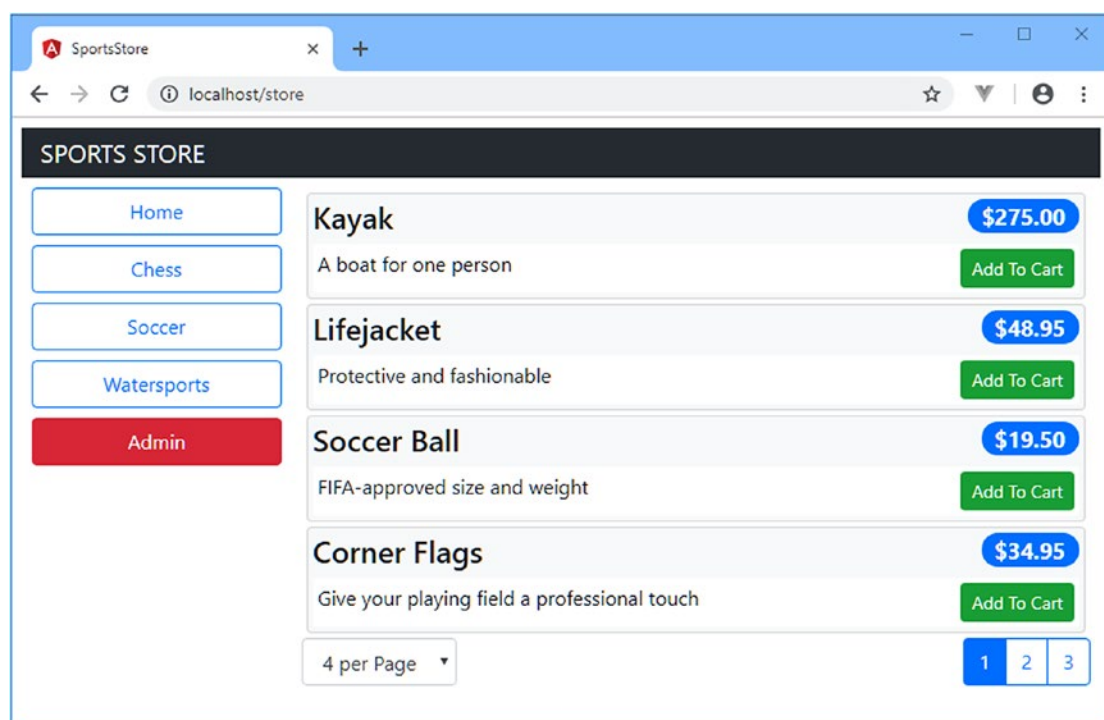 SportsStore
localhost/store
SPORTS STORE
Home
Chess
Soccer
Watersports
Admin
Kayak
$275.00
A boat for one person
Add To Cart
Lifejacket
$48.95
Protective and fashionable
Add To Cart
Soccer Ball
$19.50
FIFA-approved size and weight
Add To Cart
Corner Flags
$34.95
Give your playing field a professional touch
Add To Cart
4 per Page
1 2 3